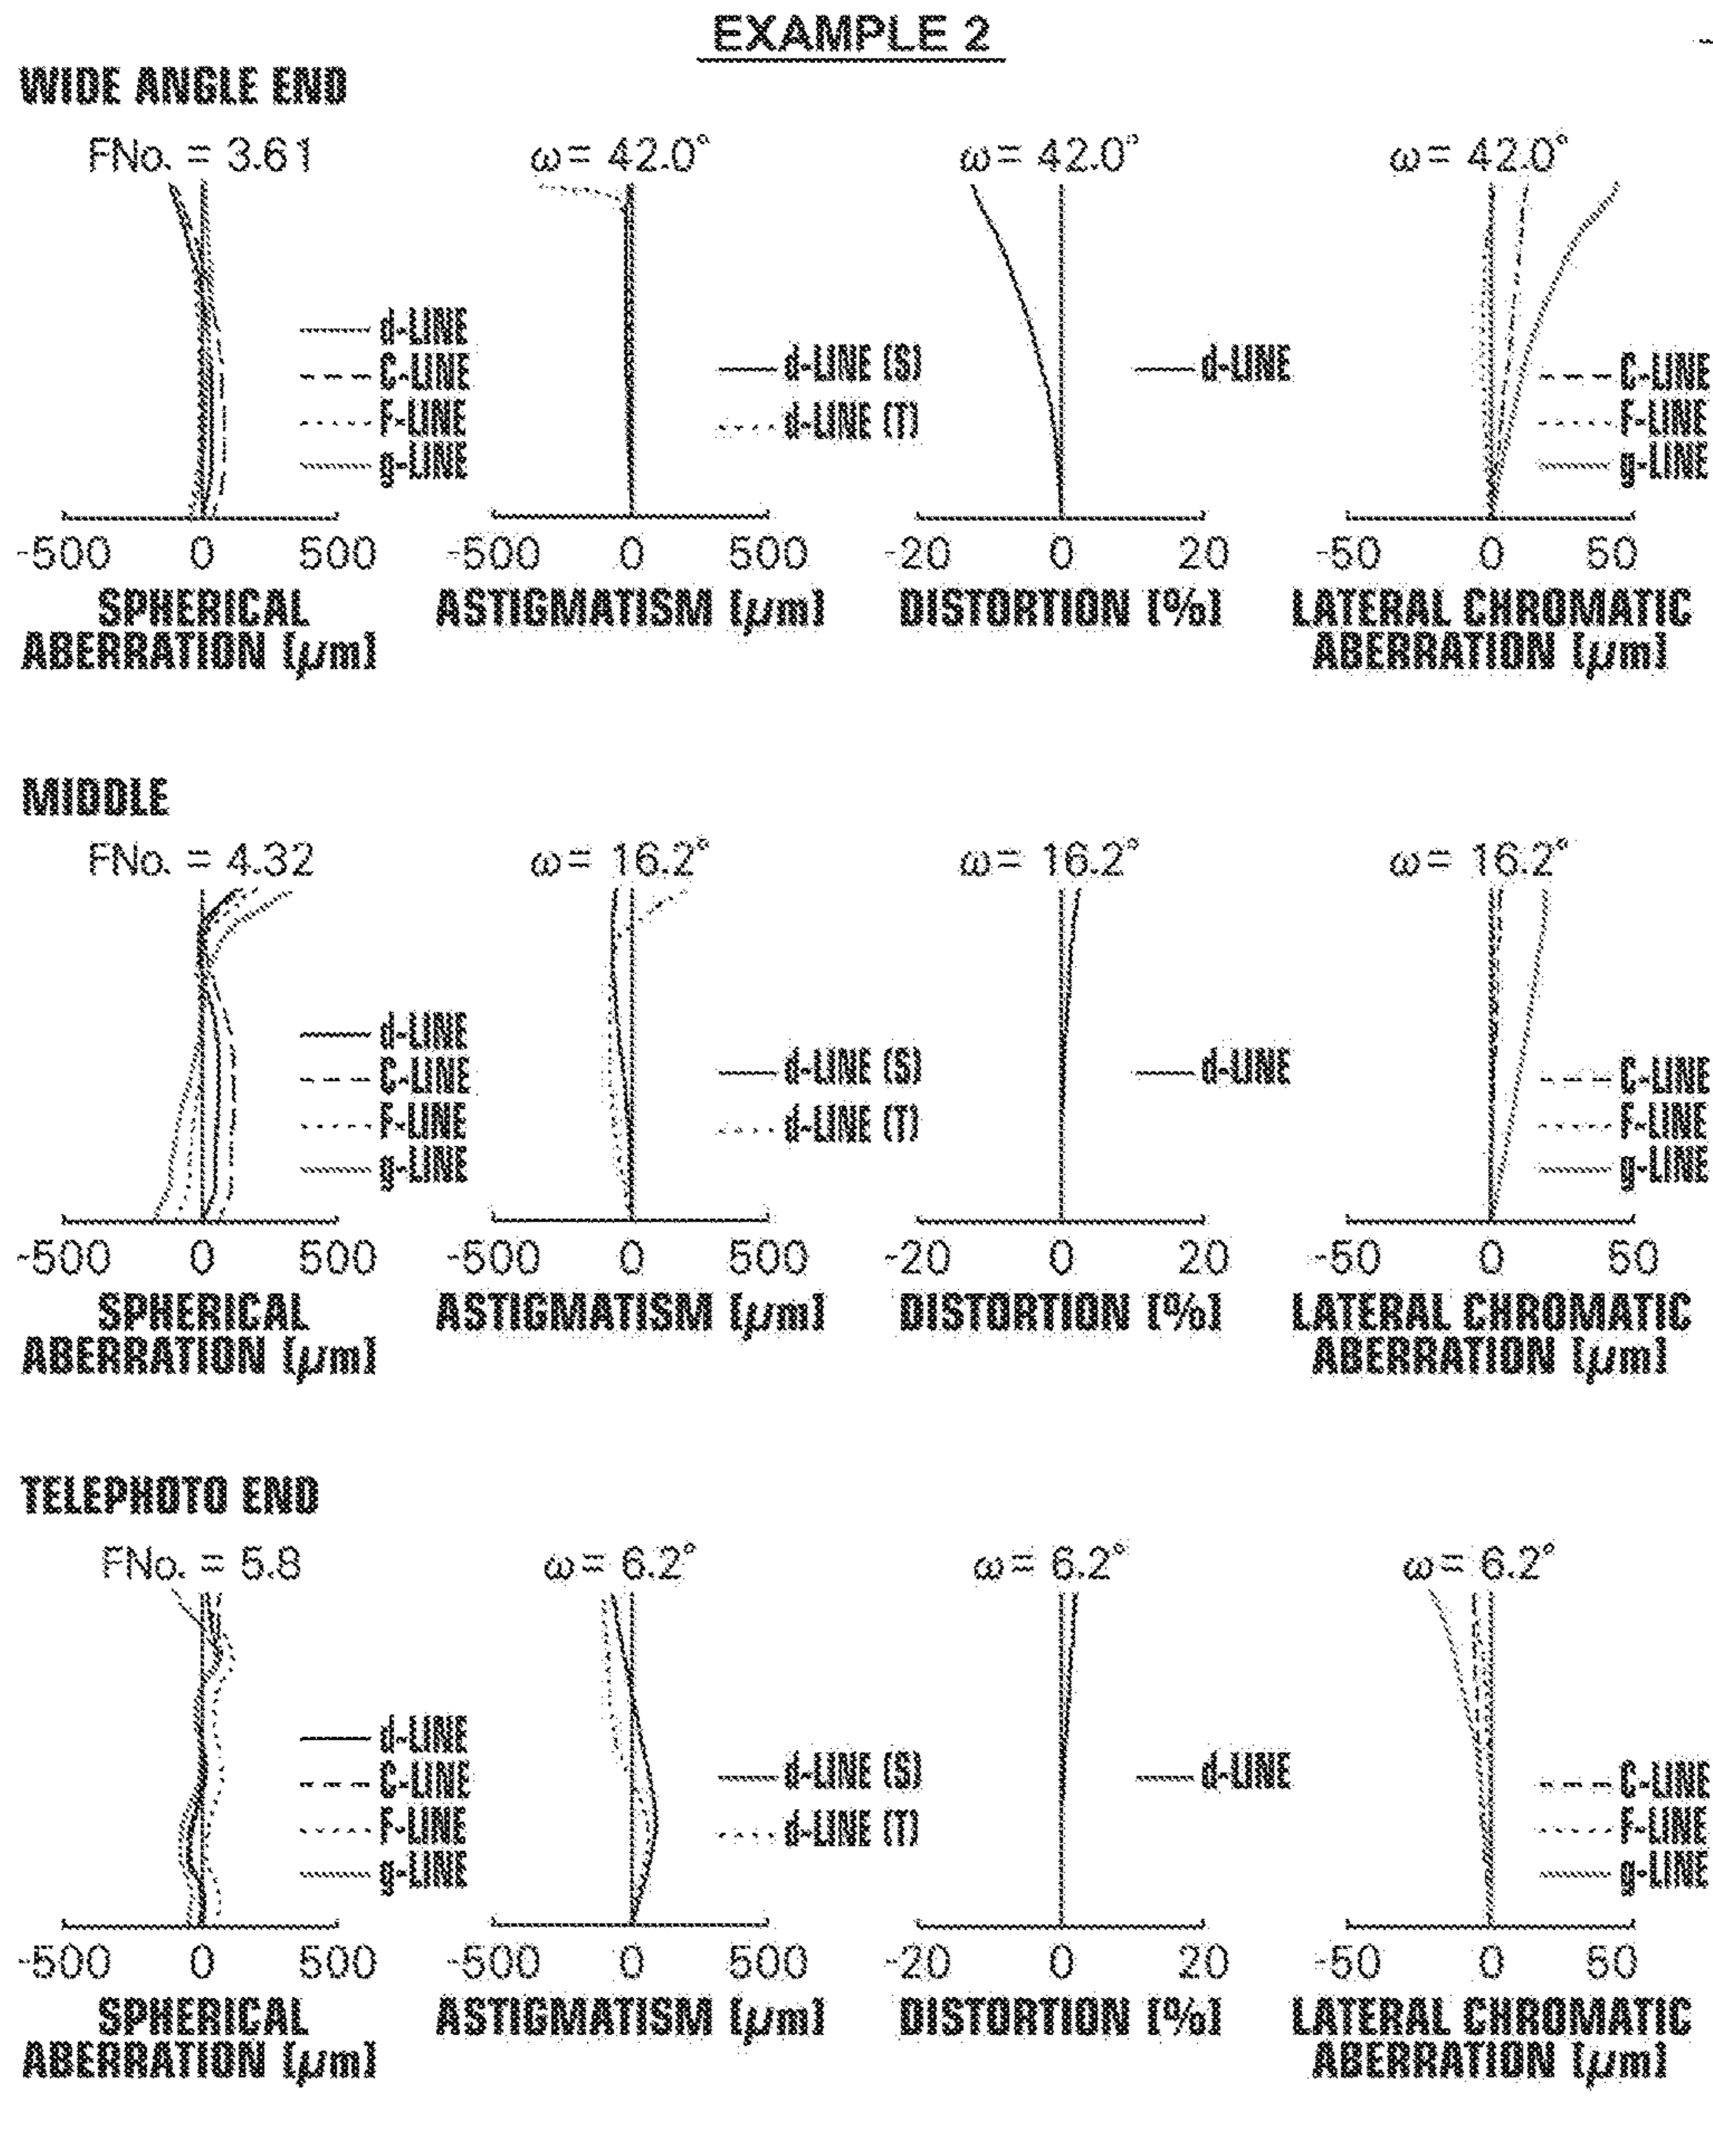 EXAMPLE 2
WIDE ANGLE END
FNo. = 3.61
ω = 42.0°
ω = 42.0°
ω = 42.0°
d-LINE
C-LINE
F-LINE
g-LINE
d-LINE (S)
d-LINE (T)
d-LINE
C-LINE
F-LINE
g-LINE
-500 0 500
-500 0 500
-20 0 20
-50 0 50
SPHERICAL
ABERRATION [μm]
ASTIGMATISM [μm]
DISTORTION [%]
LATERAL CHROMATIC
ABERRATION [μm]
MIDDLE
FNo. = 4.32
ω = 16.2°
ω = 16.2°
ω = 16.2°
d-LINE
C-LINE
F-LINE
g-LINE
d-LINE (S)
d-LINE (T)
d-LINE
C-LINE
F-LINE
g-LINE
-500 0 500
-500 0 500
-20 0 20
-50 0 50
SPHERICAL
ABERRATION [μm]
ASTIGMATISM [μm]
DISTORTION [%]
LATERAL CHROMATIC
ABERRATION [μm]
TELEPHOTO END
FNo. = 5.8
ω = 6.2°
ω = 6.2°
ω = 6.2°
d-LINE
C-LINE
F-LINE
g-LINE
d-LINE (S)
d-LINE (T)
d-LINE
C-LINE
F-LINE
g-LINE
-500 0 500
-500 0 500
-20 0 20
-50 0 50
SPHERICAL
ABERRATION [μm]
ASTIGMATISM [μm]
DISTORTION [%]
LATERAL CHROMATIC
ABERRATION [μm]